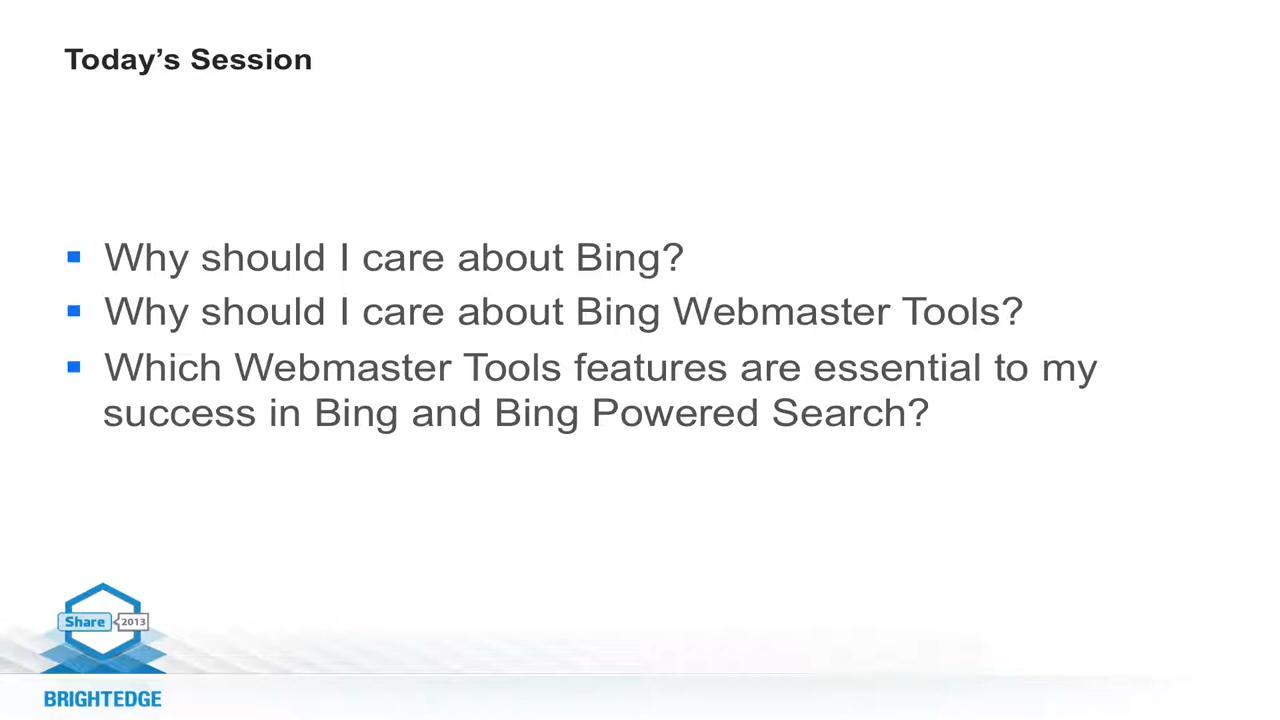 Today’s Session
Why should I care about Bing?
Why should I care about Bing Webmaster Tools?
Which Webmaster Tools features are essential to my
success in Bing and Bing Powered Search?
Share 2013
BRIGHTEDGE